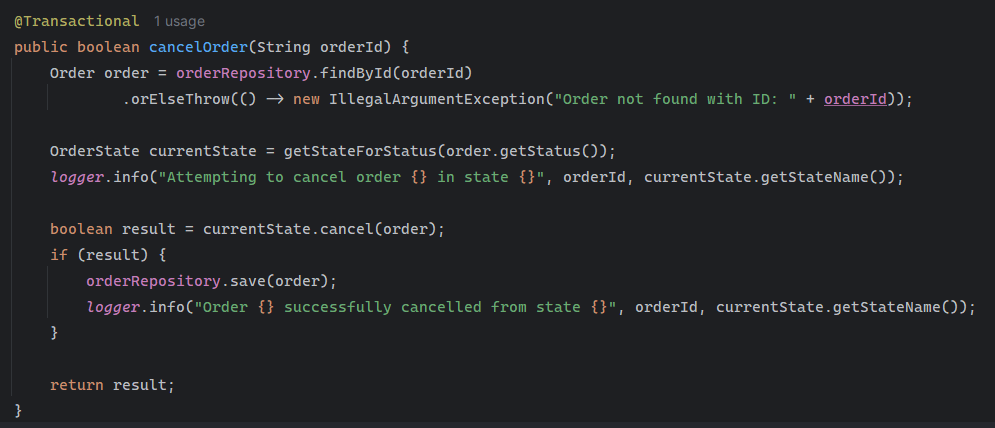 @Transactional 1 usage
public boolean cancelOrder(String orderId) {
    Order order = orderRepository.findById(orderId)
            .orElseThrow(() -> new IllegalArgumentException("Order not found with ID: " + orderId));

    OrderState currentState = getStateForStatus(order.getStatus());
    logger.info("Attempting to cancel order {} in state {}", orderId, currentState.getStateName());

    boolean result = currentState.cancel(order);
    if (result) {
        orderRepository.save(order);
        logger.info("Order {} successfully cancelled from state {}", orderId, currentState.getStateName());
    }

    return result;
}